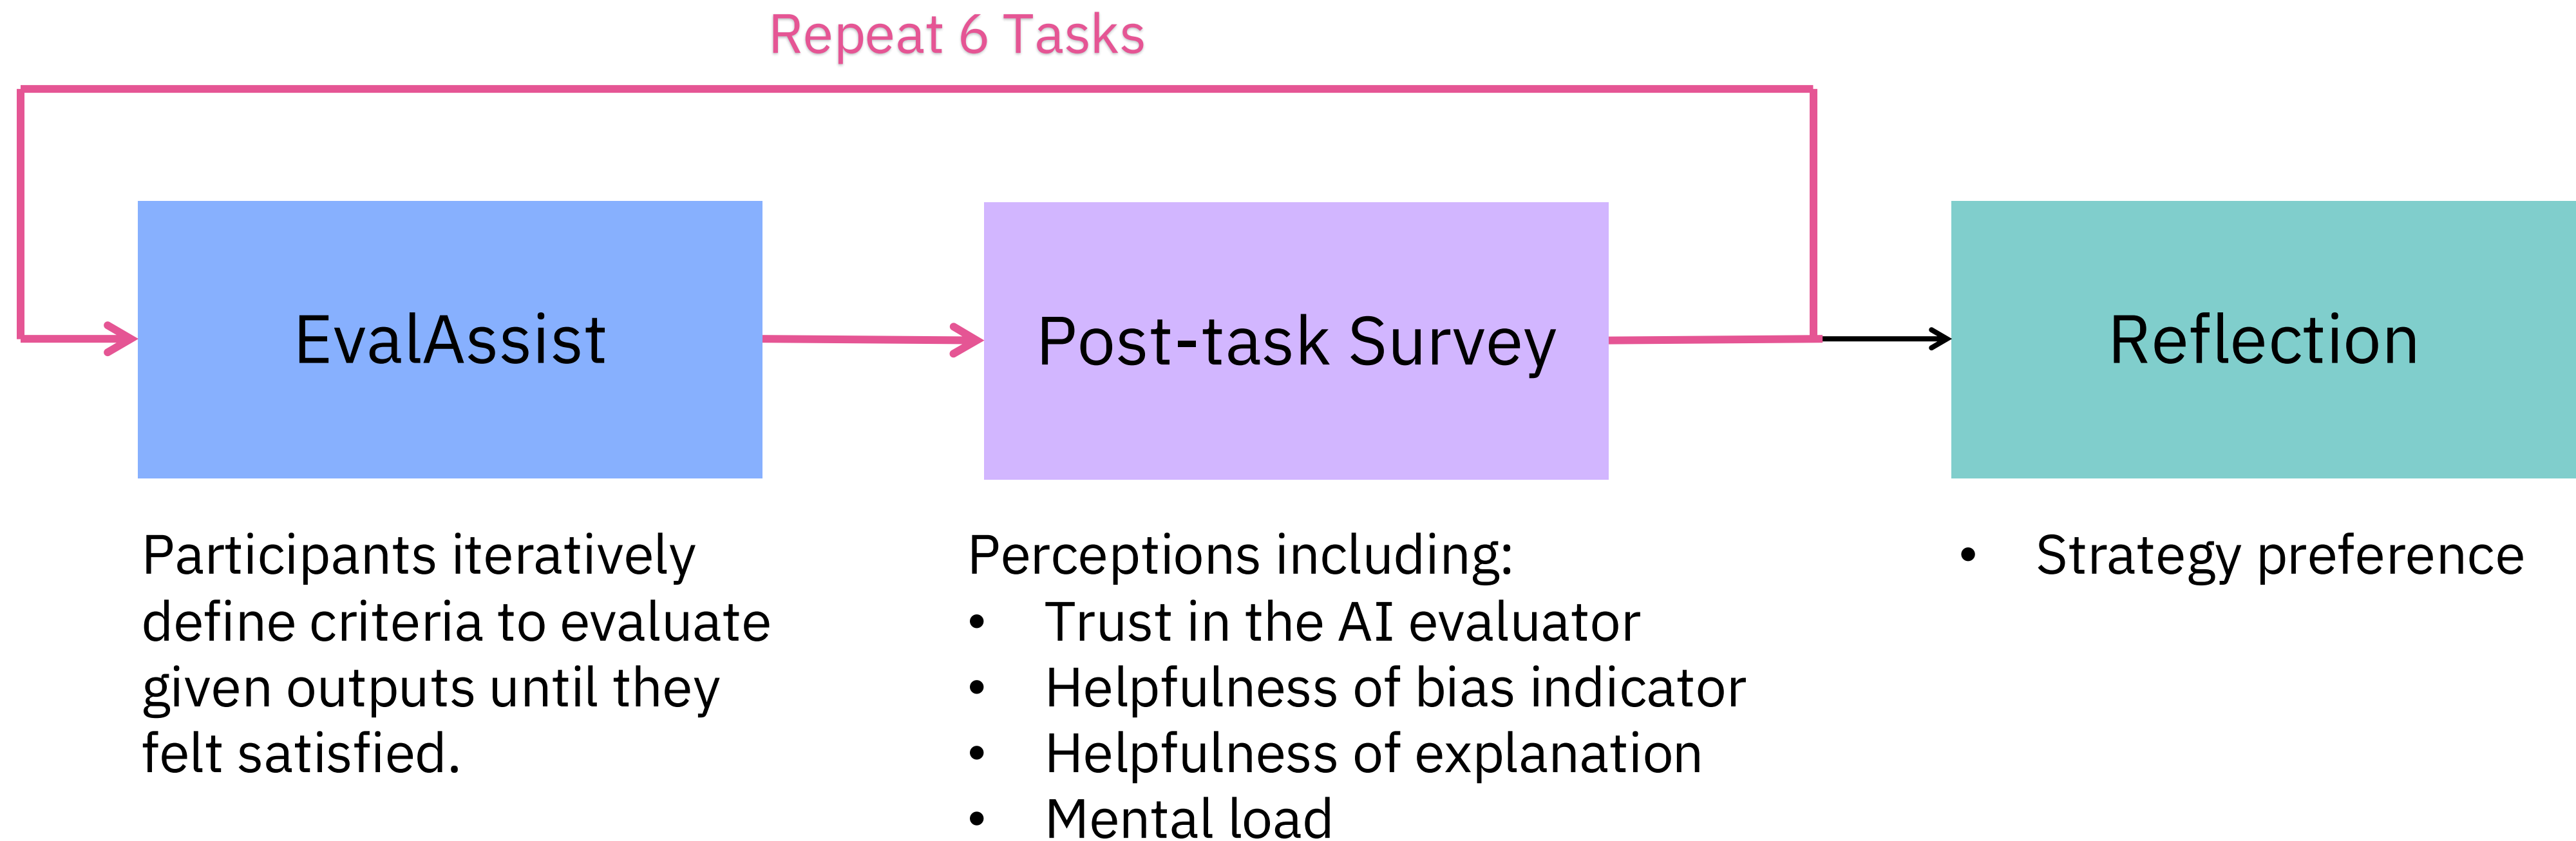 Repeat 6 Tasks
EvalAssist
Post-task Survey
Reflection
Participants iteratively
define criteria to evaluate
given outputs until they
felt satisfied.
Perceptions including:
• Trust in the AI evaluator
• Helpfulness of bias indicator
• Helpfulness of explanation
• Mental load
• Strategy preference